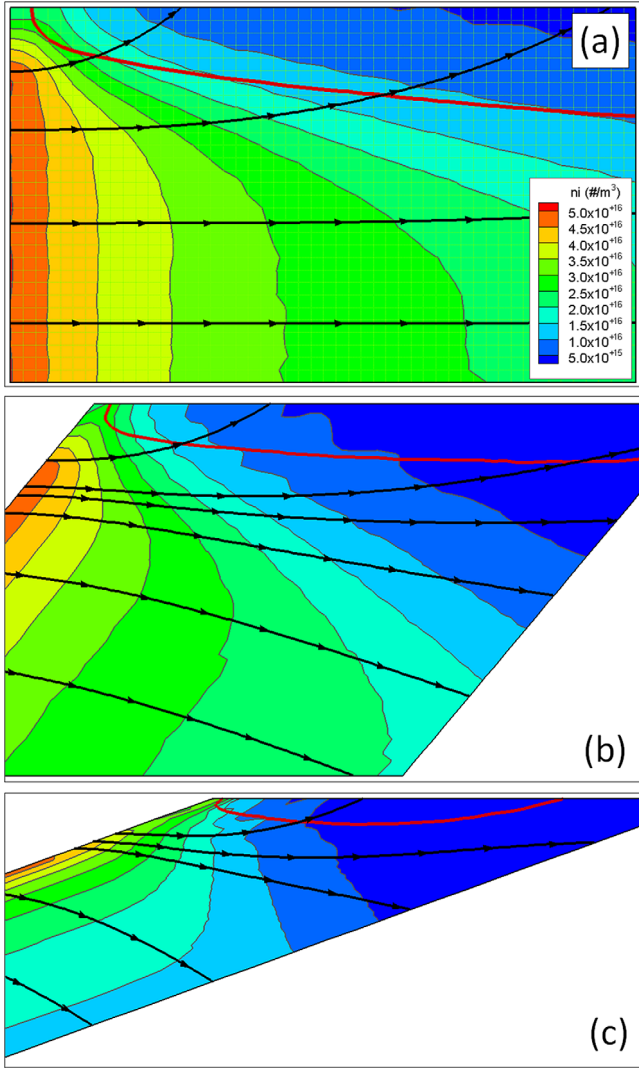 (a)
ni (#/m³)
5.0x10⁺¹⁶
4.5x10⁺¹⁶
4.0x10⁺¹⁶
3.5x10⁺¹⁶
3.0x10⁺¹⁶
2.5x10⁺¹⁶
2.0x10⁺¹⁶
1.5x10⁺¹⁶
1.0x10⁺¹⁶
5.0x10⁺¹⁵
(b)
(c)